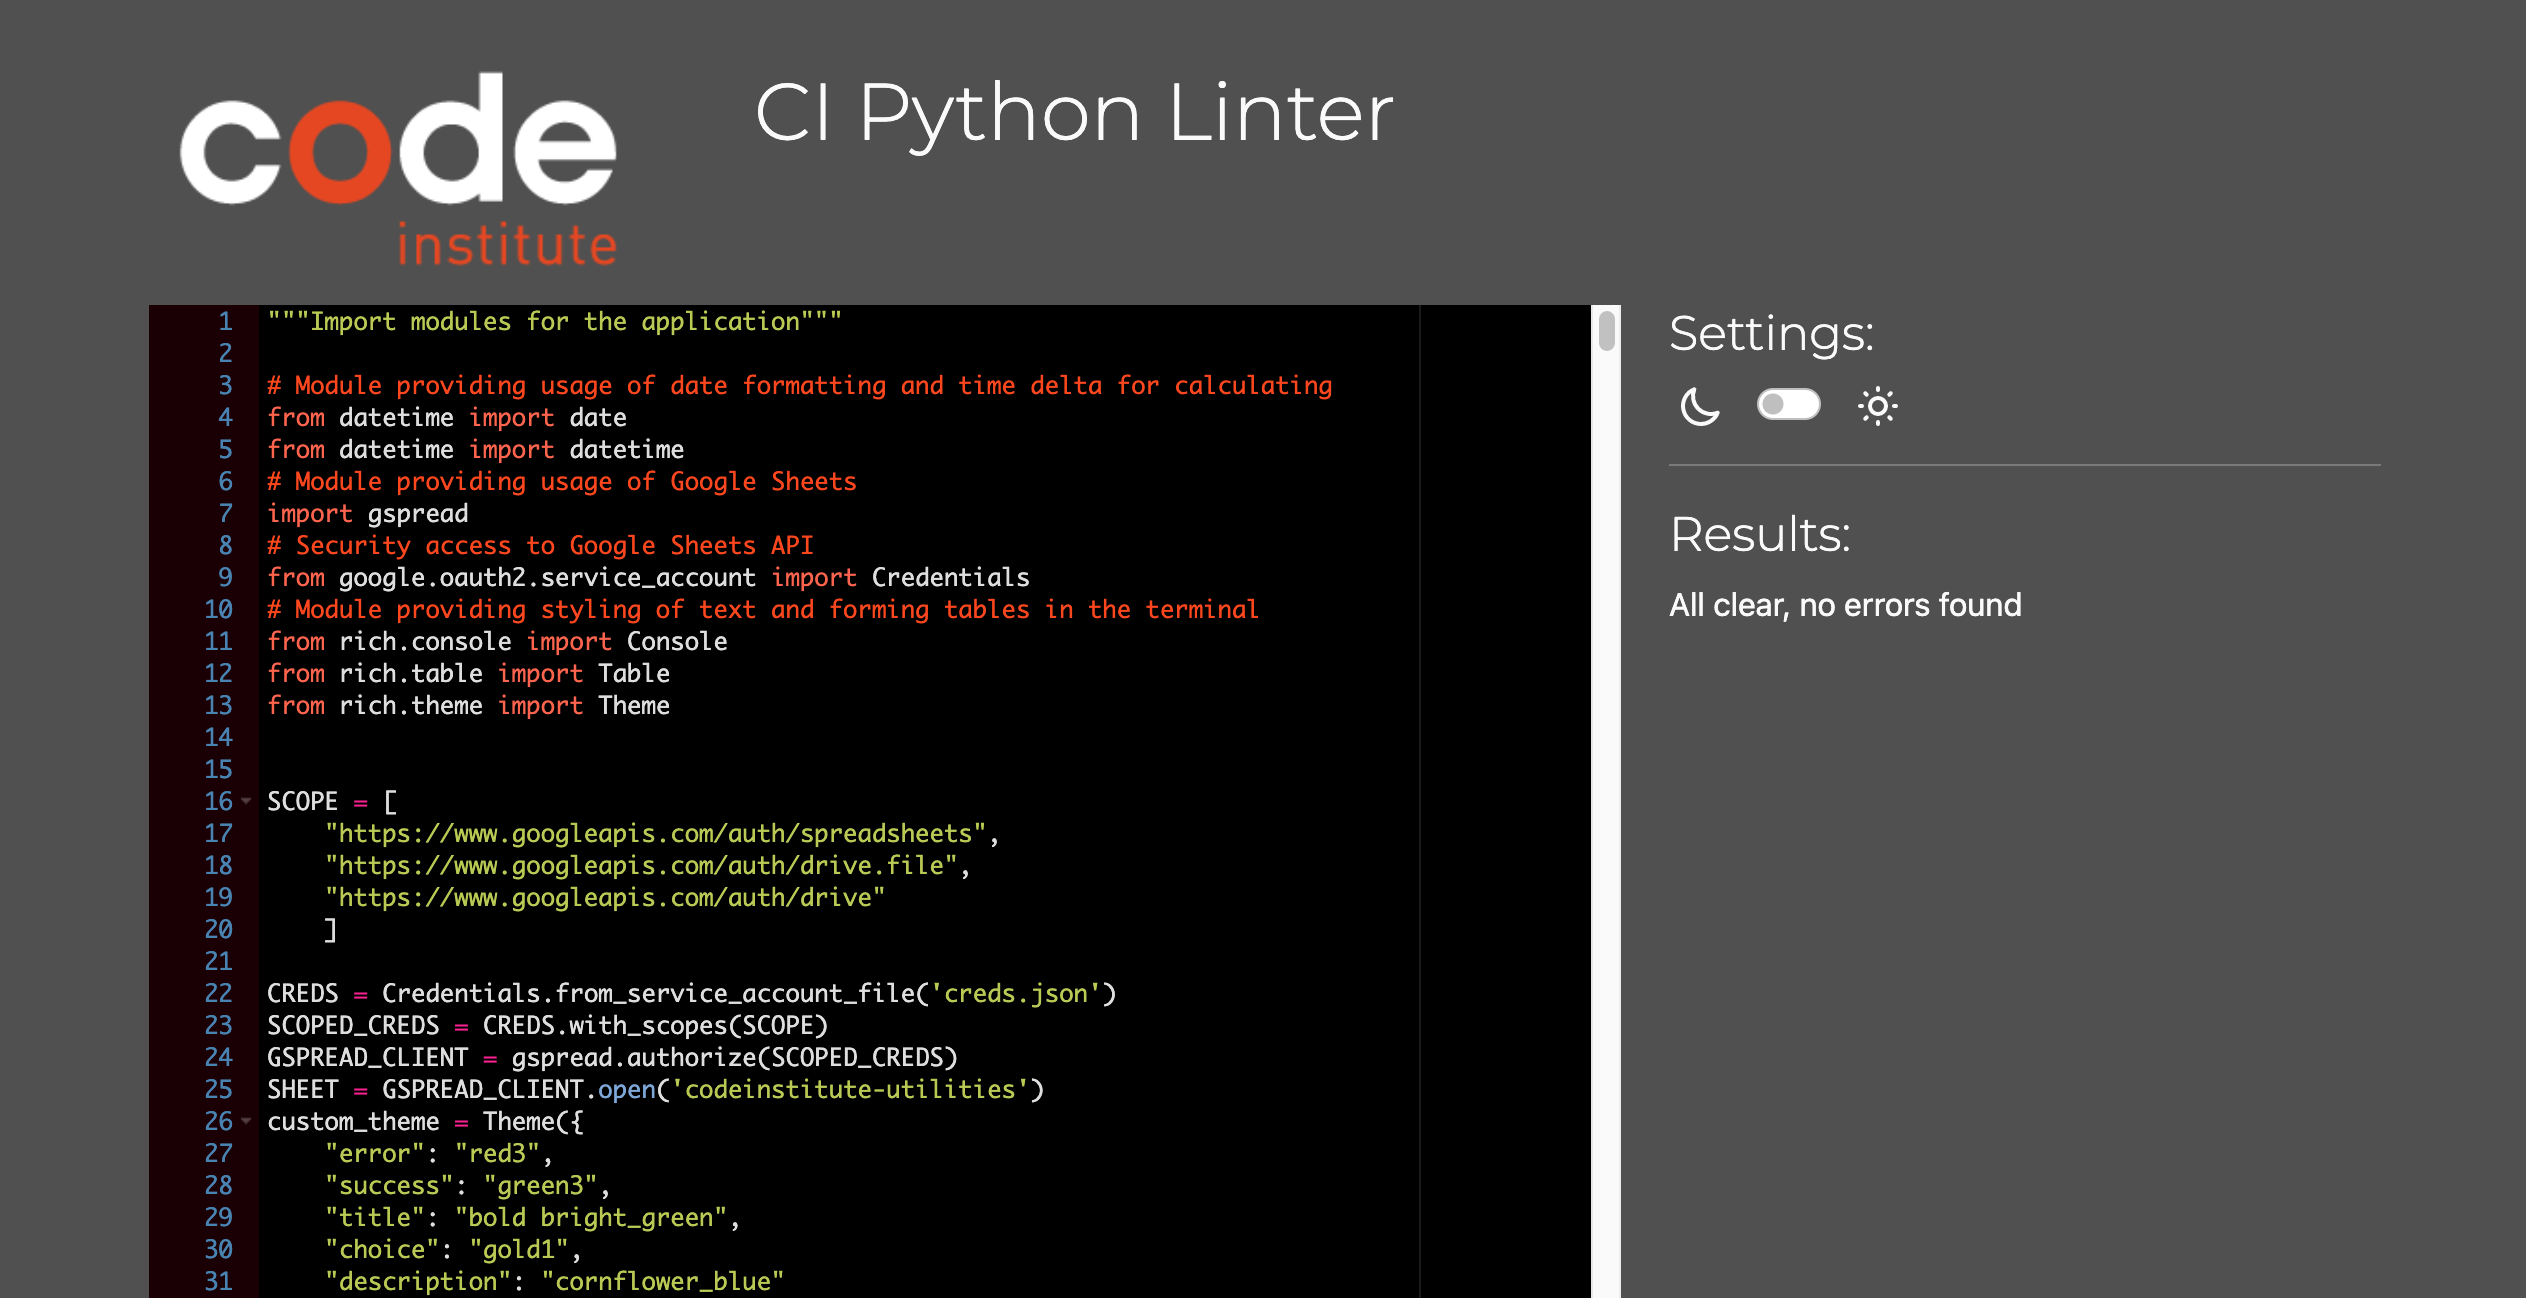 code
institute
CI Python Linter
1 """Import modules for the application"""
2
3 # Module providing usage of date formatting and time delta for calculating
4 from datetime import date
5 from datetime import datetime
6 # Module providing usage of Google Sheets
7 import gspread
8 # Security access to Google Sheets API
9 from google.oauth2.service_account import Credentials
10 # Module providing styling of text and forming tables in the terminal
11 from rich.console import Console
12 from rich.table import Table
13 from rich.theme import Theme
14
15
16 SCOPE = [
17     "https://www.googleapis.com/auth/spreadsheets",
18     "https://www.googleapis.com/auth/drive.file",
19     "https://www.googleapis.com/auth/drive"
20     ]
21
22 CREDS = Credentials.from_service_account_file('creds.json')
23 SCOPED_CREDS = CREDS.with_scopes(SCOPE)
24 GSPREAD_CLIENT = gspread.authorize(SCOPED_CREDS)
25 SHEET = GSPREAD_CLIENT.open('codeinstitute-utilities')
26 custom_theme = Theme({
27     "error": "red3",
28     "success": "green3",
29     "title": "bold bright_green",
30     "choice": "gold1",
31     "description": "cornflower_blue"
Settings:
Results:
All clear, no errors found